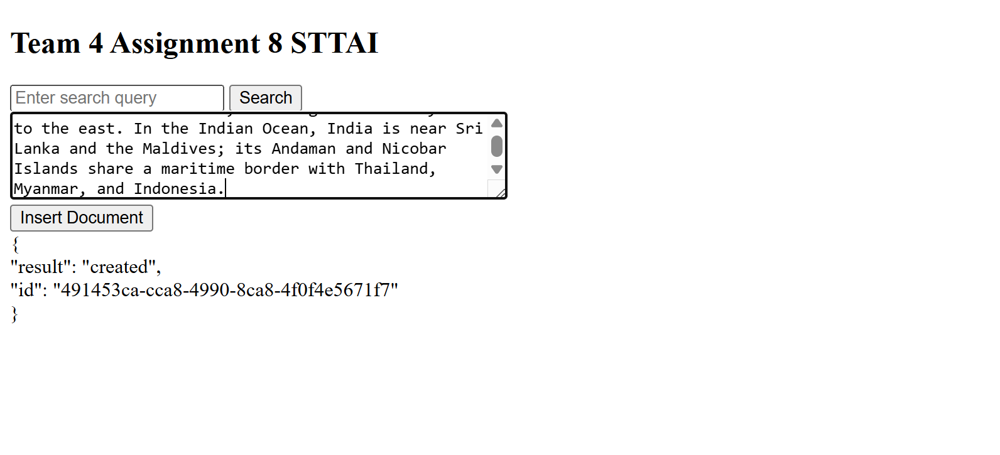 Team 4 Assignment 8 STTAI
Enter search query
Search
to the east. In the Indian Ocean, India is near Sri
Lanka and the Maldives; its Andaman and Nicobar
Islands share a maritime border with Thailand,
Myanmar, and Indonesia.
Insert Document
{
"result": "created",
"id": "491453ca-cca8-4990-8ca8-4f0f4e5671f7"
}